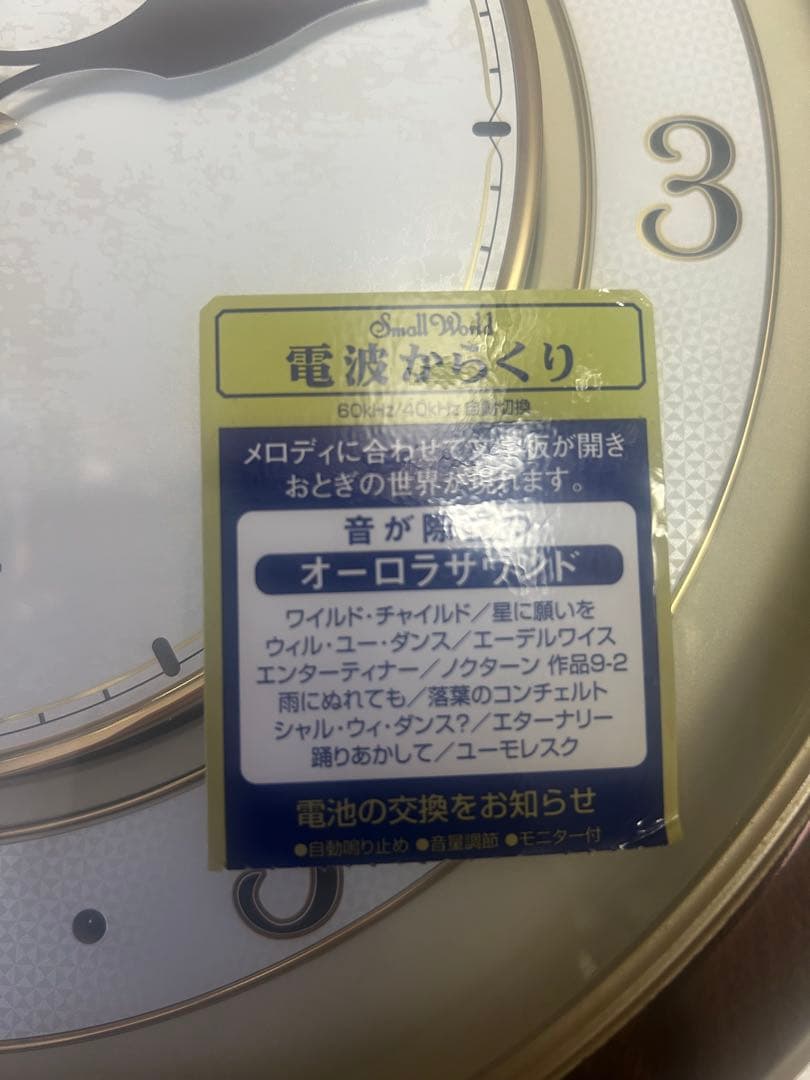 3
Small World
電波からくり
60kHz/40kHz 自動切換
メロディに合わせて文字板が開き
おとぎの世界が現れます。
音が際立つ
オーロラサウンド
ワイルド・チャイルド／星に願いを
ウィル・ユー・ダンス／エーデルワイス
エンターティナー／ノクターン 作品9-2
雨にぬれても／落葉のコンチェルト
シャル・ウィ・ダンス?／エターナリー
踊りあかして／ユーモレスク
電池の交換をお知らせ
●自動鳴り止め ●音量調節 ●モニター付